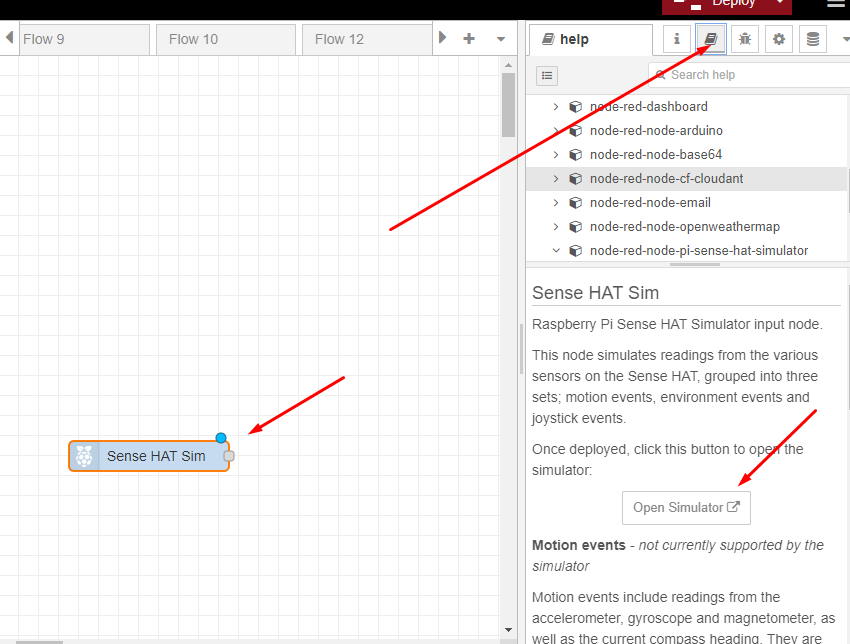 Deploy
Flow 9
Flow 10
Flow 12
help
i
Search help
node-red-dashboard
node-red-node-arduino
node-red-node-base64
node-red-node-cf-cloudant
node-red-node-email
node-red-node-openweathermap
node-red-node-pi-sense-hat-simulator
Sense HAT Sim
Raspberry Pi Sense HAT Simulator input node.
This node simulates readings from the various
sensors on the Sense HAT, grouped into three
sets; motion events, environment events and
joystick events.
Once deployed, click this button to open the
simulator:
Open Simulator
Motion events - not currently supported by the
simulator
Motion events include readings from the
accelerometer, gyroscope and magnetometer, as
well as the current compass heading. They are
Sense HAT Sim